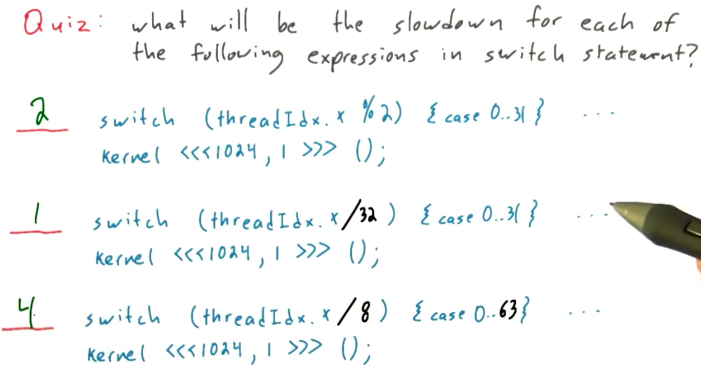 Quiz: what will be the slowdown for each of
the following expressions in switch statement?
2 switch (threadIdx.x %2) { case 0..31 } ...
Kernel <<<1024, 1 >>> ();
1 switch (threadIdx.x /32) { case 0..31 } ...
Kernel <<<1024, 1 >>> ();
4 switch (threadIdx.x /8) { case 0..63} ...
Kernel <<<1024, 1 >>> ();